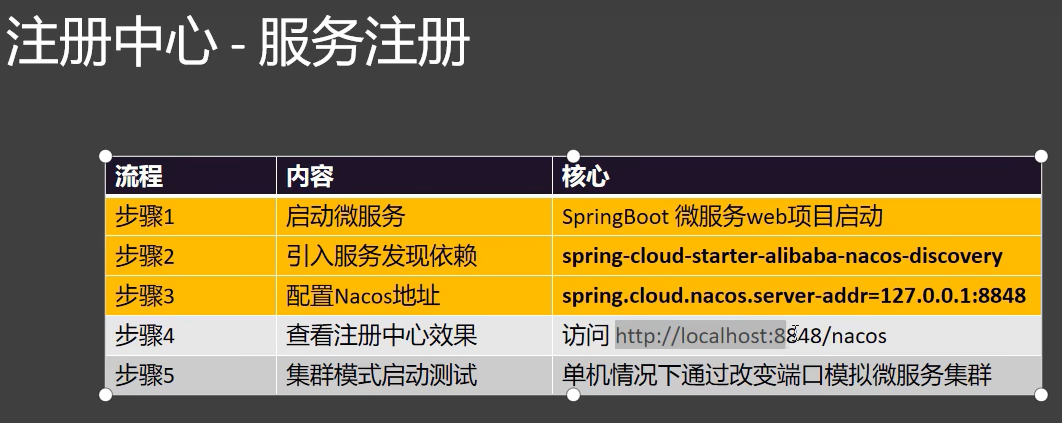 注册中心 - 服务注册
流程 内容 核心
步骤1 启动微服务 SpringBoot 微服务web项目启动
步骤2 引入服务发现依赖 spring-cloud-starter-alibaba-nacos-discovery
步骤3 配置Nacos地址 spring.cloud.nacos.server-addr=127.0.0.1:8848
步骤4 查看注册中心效果 访问 http://localhost:8848/nacos
步骤5 集群模式启动测试 单机情况下通过改变端口模拟微服务集群